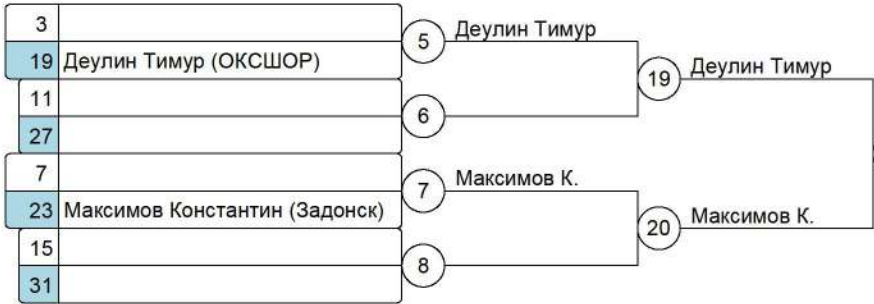 3
5
Деулин Тимур
19 Деулин Тимур (ОКСШОР)
19
Деулин Тимур
11
6
27
7
7
Максимов К.
23 Максимов Константин (Задонск)
20
Максимов К.
15
8
31